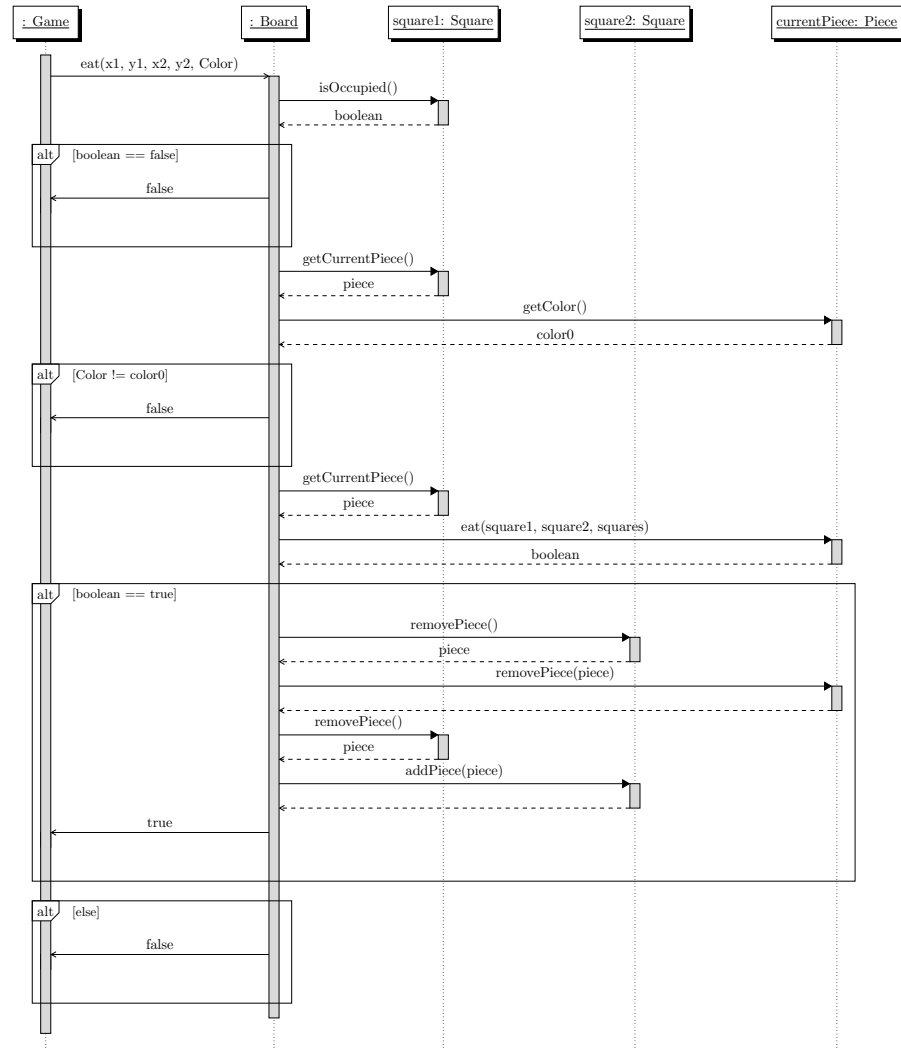 : Game
: Board
square1: Square
square2: Square
currentPiece: Piece
eat(x1, y1, x2, y2, Color)
isOccupied()
boolean
alt [boolean == false]
false
getCurrentPiece()
piece
getColor()
color0
alt [Color != color0]
false
getCurrentPiece()
piece
eat(square1, square2, squares)
boolean
alt [boolean == true]
removePiece()
piece
removePiece(piece)
removePiece()
piece
addPiece(piece)
true
alt [else]
false